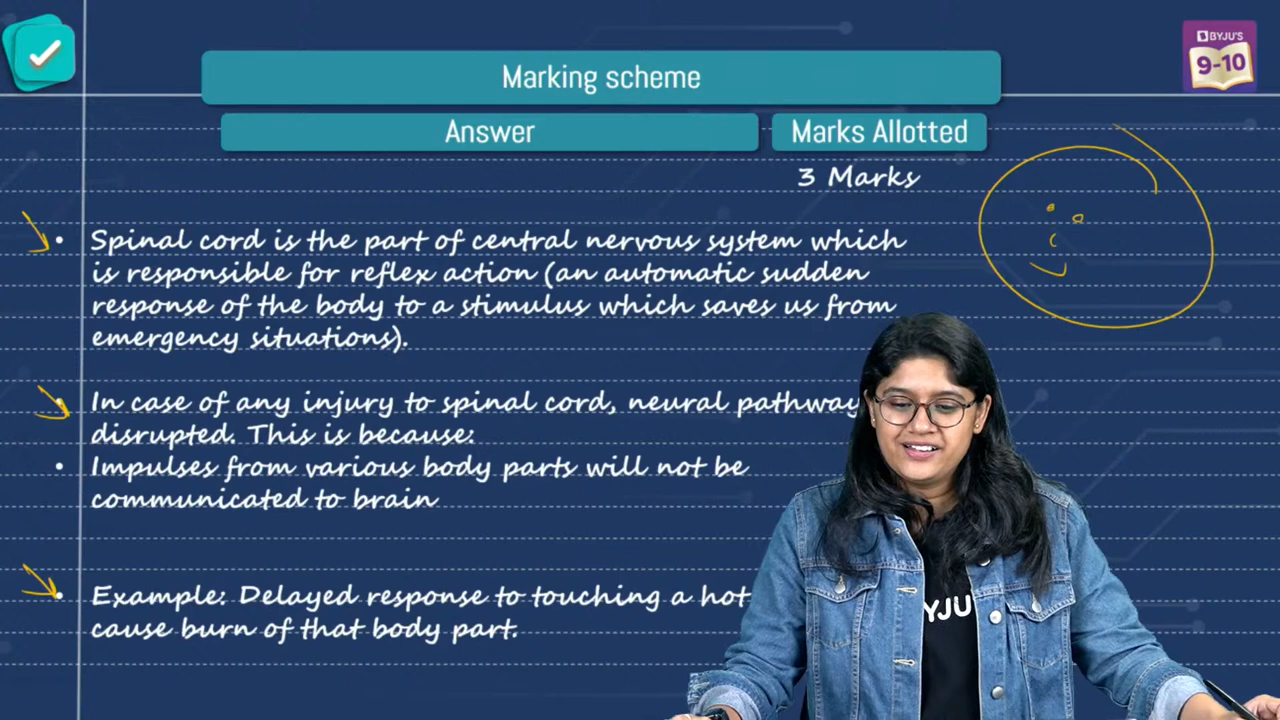 BYJU'S
9-10
Marking scheme
Answer
Marks Allotted
3 Marks
• Spinal cord is the part of central nervous system which
is responsible for reflex action (an automatic sudden
response of the body to a stimulus which saves us from
emergency situations).
• In case of any injury to spinal cord, neural pathway
disrupted. This is because:
• Impulses from various body parts will not be
communicated to brain
• Example: Delayed response to touching a hot
cause burn of that body part.
BYJU